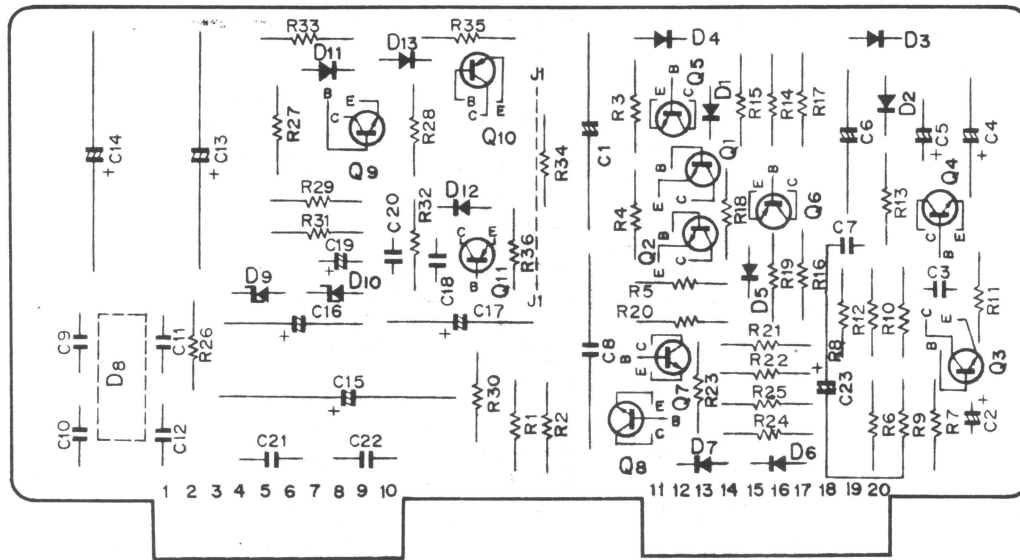 R33 R35 D4 D3
D11 D13
B E C Q9
B C E Q10
J1
E B C Q5
D1
R3 R15 R14 R17
C6 D2 C5 + C4 +
C14 + C13 +
R27 R28 R34 C1
Q1 B C E
Q4 C B E
R29 R31 R32 C20 D12
R4 R18 E B C Q6 R13
C19 + C18 C B E Q11 R36
B C E Q2 C7
D9 D10 J1
R5 D5 R19 R16 C3 R11
C16 + C17 +
R20 R12 R10 E C B Q3
C9 D8 C11 R26 C8
C B E Q7 R21 R22 R8
C15 + R30 R23 R25 + C23
C10 C12 R1 R2 E B C Q8 R24 R6 R9 R7 C2 +
C21 C22 D7 D6
1 2 3 4 5 6 7 8 9 10 11 12 13 14 15 16 17 18 19 20